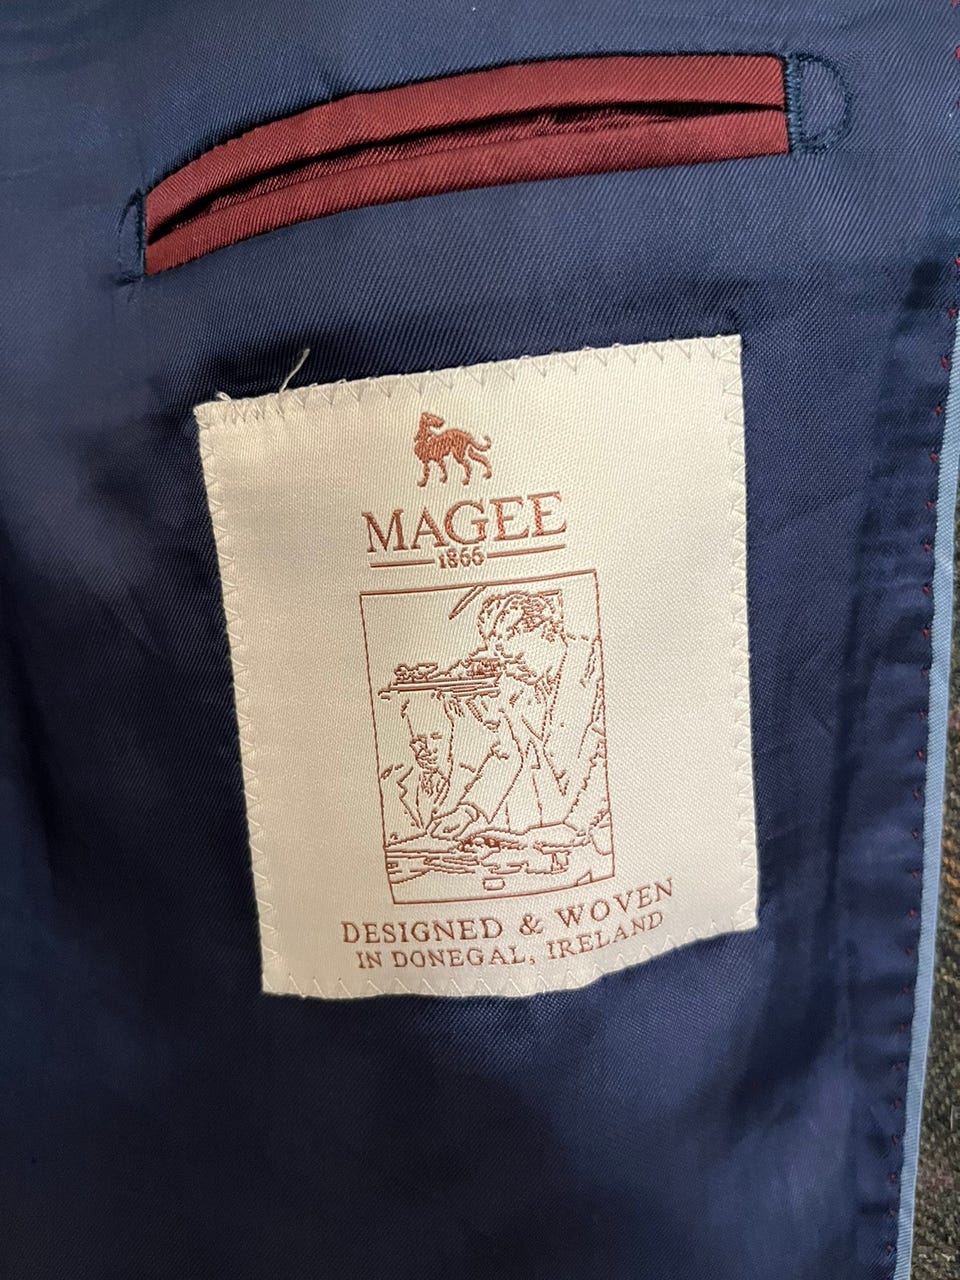 MAGEE
1866
DESIGNED & WOVEN
IN DONEGAL, IRELAND